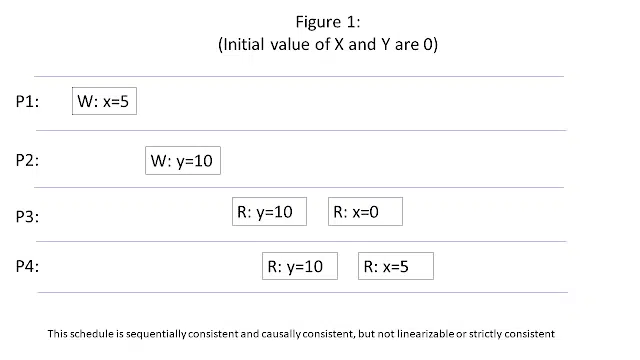 Figure 1:
(Initial value of X and Y are 0)
P1: W: x=5
P2: W: y=10
P3: R: y=10 R: x=0
P4: R: y=10 R: x=5
This schedule is sequentially consistent and causally consistent, but not linearizable or strictly consistent